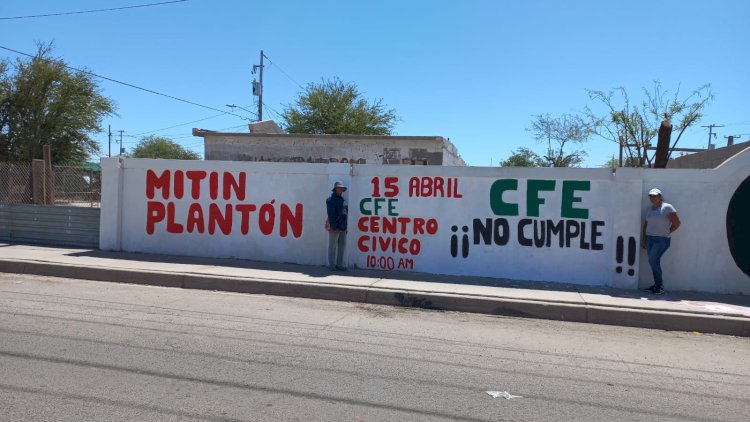 MITIN
PLANTÓN
15 ABRIL
CFE
CENTRO
CIVICO
10:00 AM
CFE
¡¡NO CUMPLE!!